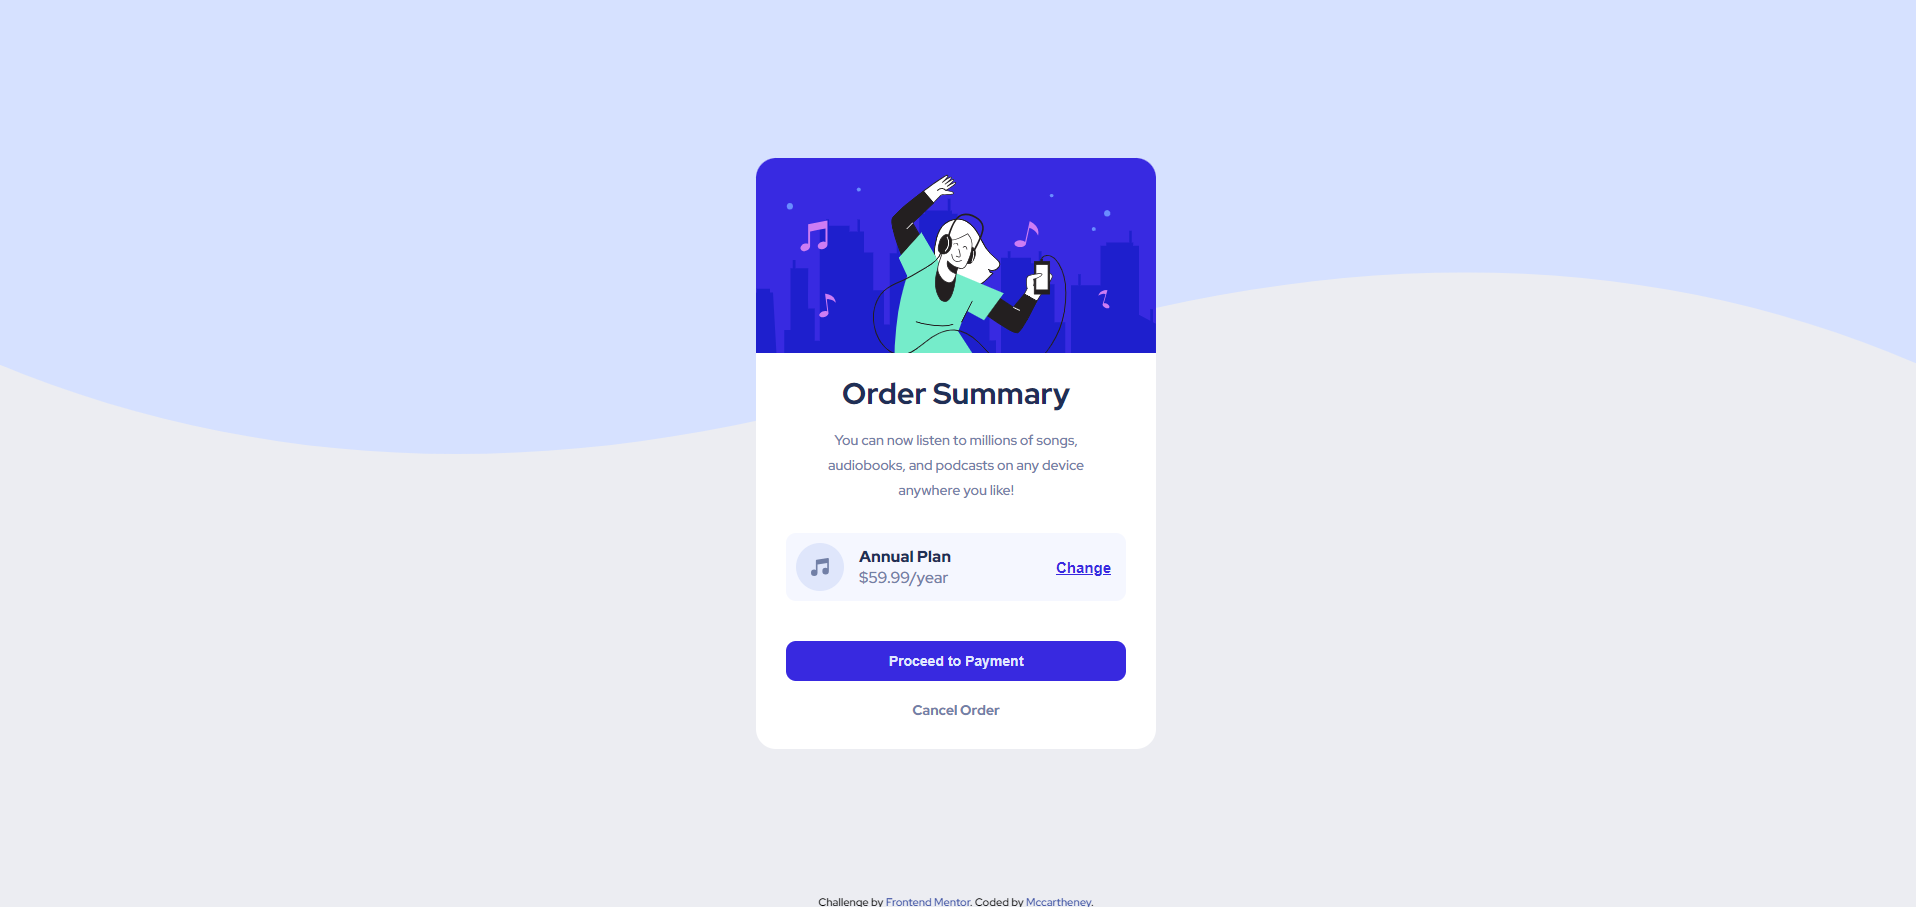 Order Summary
You can now listen to millions of songs,
audiobooks, and podcasts on any device
anywhere you like!
Annual Plan
$59.99/year
Change
Proceed to Payment
Cancel Order
Challenge by Frontend Mentor. Coded by Mccartheney.